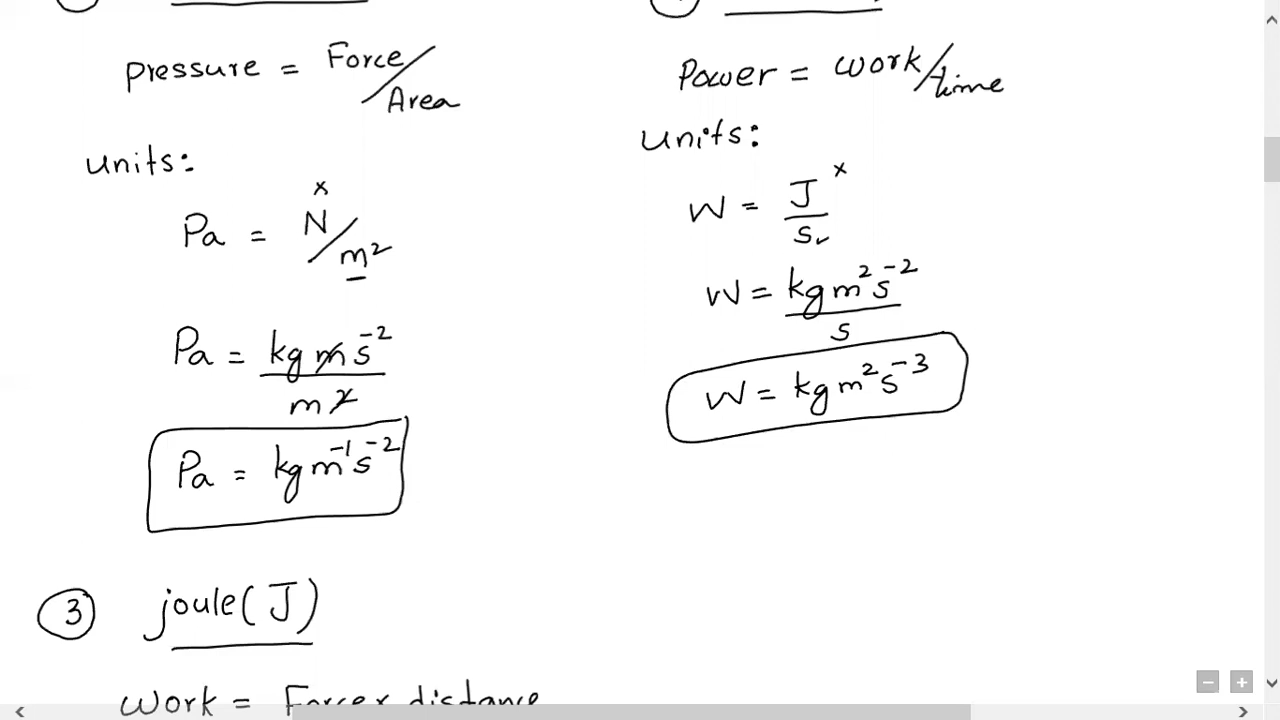 Pressure = Force/Area
units:
Pa = N/m²
Pa = kg m s⁻² / m²
Pa = kg m⁻¹ s⁻²
3 joule (J)
Work = Force x distance
Power = work/time
units:
W = J/s
W = kg m² s⁻² / s
W = kg m² s⁻³